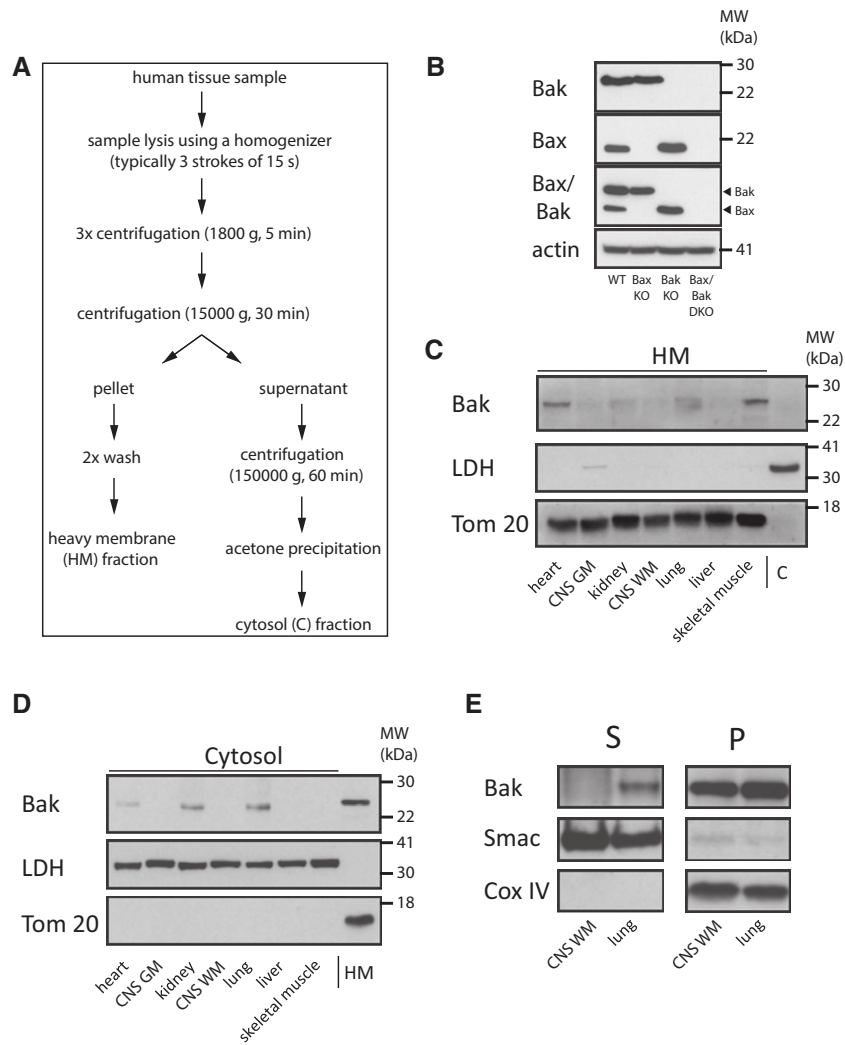 A
human tissue sample
sample lysis using a homogenizer
(typically 3 strokes of 15 s)
3x centrifugation (1800 g, 5 min)
centrifugation (15000 g, 30 min)
pellet
supernatant
2x wash
centrifugation
(150000 g, 60 min)
heavy membrane
(HM) fraction
acetone precipitation
cytosol (C) fraction
B
MW
(kDa)
Bak
30
22
Bax
22
Bax/
Bak
Bak
Bax
actin
41
WT
Bax
KO
Bak
KO
Bax/
Bak
DKO
C
HM
MW
(kDa)
Bak
30
22
LDH
41
30
Tom 20
18
heart
CNS GM
kidney
CNS WM
lung
liver
skeletal muscle
C
D
Cytosol
MW
(kDa)
Bak
30
22
LDH
41
30
Tom 20
18
heart
CNS GM
kidney
CNS WM
lung
liver
skeletal muscle
HM
E
S
P
Bak
Smac
Cox IV
CNS WM
lung
CNS WM
lung